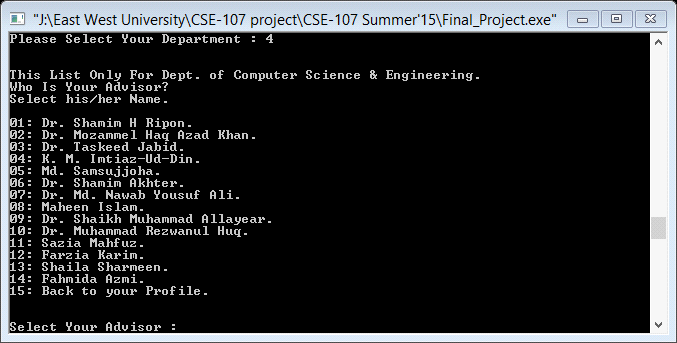 "J:\East West University\CSE-107 project\CSE-107 Summer'15\Final_Project.exe"
Please Select Your Department : 4
This List Only For Dept. of Computer Science & Engineering.
Who Is Your Advisor?
Select his/her Name.
01: Dr. Shamim H Ripon.
02: Dr. Mozammel Haq Azad Khan.
03: Dr. Taskeed Jabid.
04: K. M. Imtiaz-Ud-Din.
05: Md. Samsujjoha.
06: Dr. Shamim Akhter.
07: Dr. Md. Nawab Yousuf Ali.
08: Maheen Islam.
09: Dr. Shaikh Muhammad Allayear.
10: Dr. Muhammad Rezwanul Huq.
11: Sazia Mahfuz.
12: Farzia Karim.
13: Shaila Sharmeen.
14: Fahmida Azmi.
15: Back to your Profile.
Select Your Advisor :